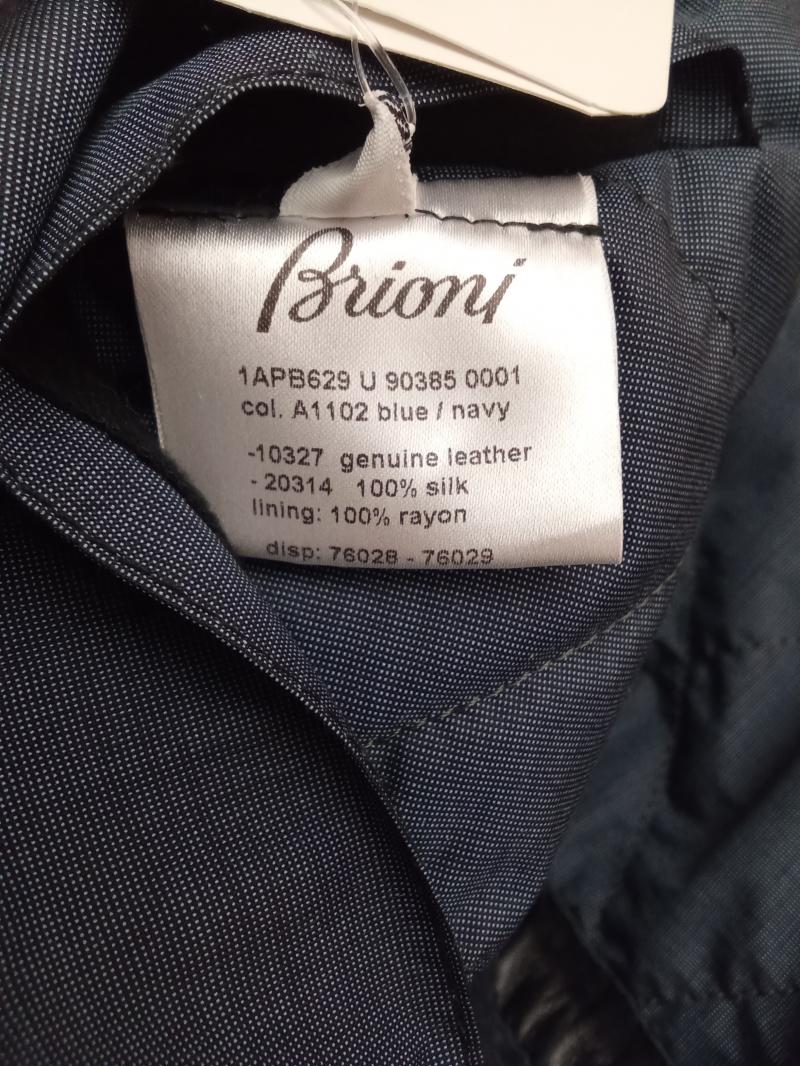 Brioni
1APB629 U 90385 0001
col. A1102 blue / navy
-10327 genuine leather
- 20314 100% silk
lining: 100% rayon
disp: 76028 - 76029